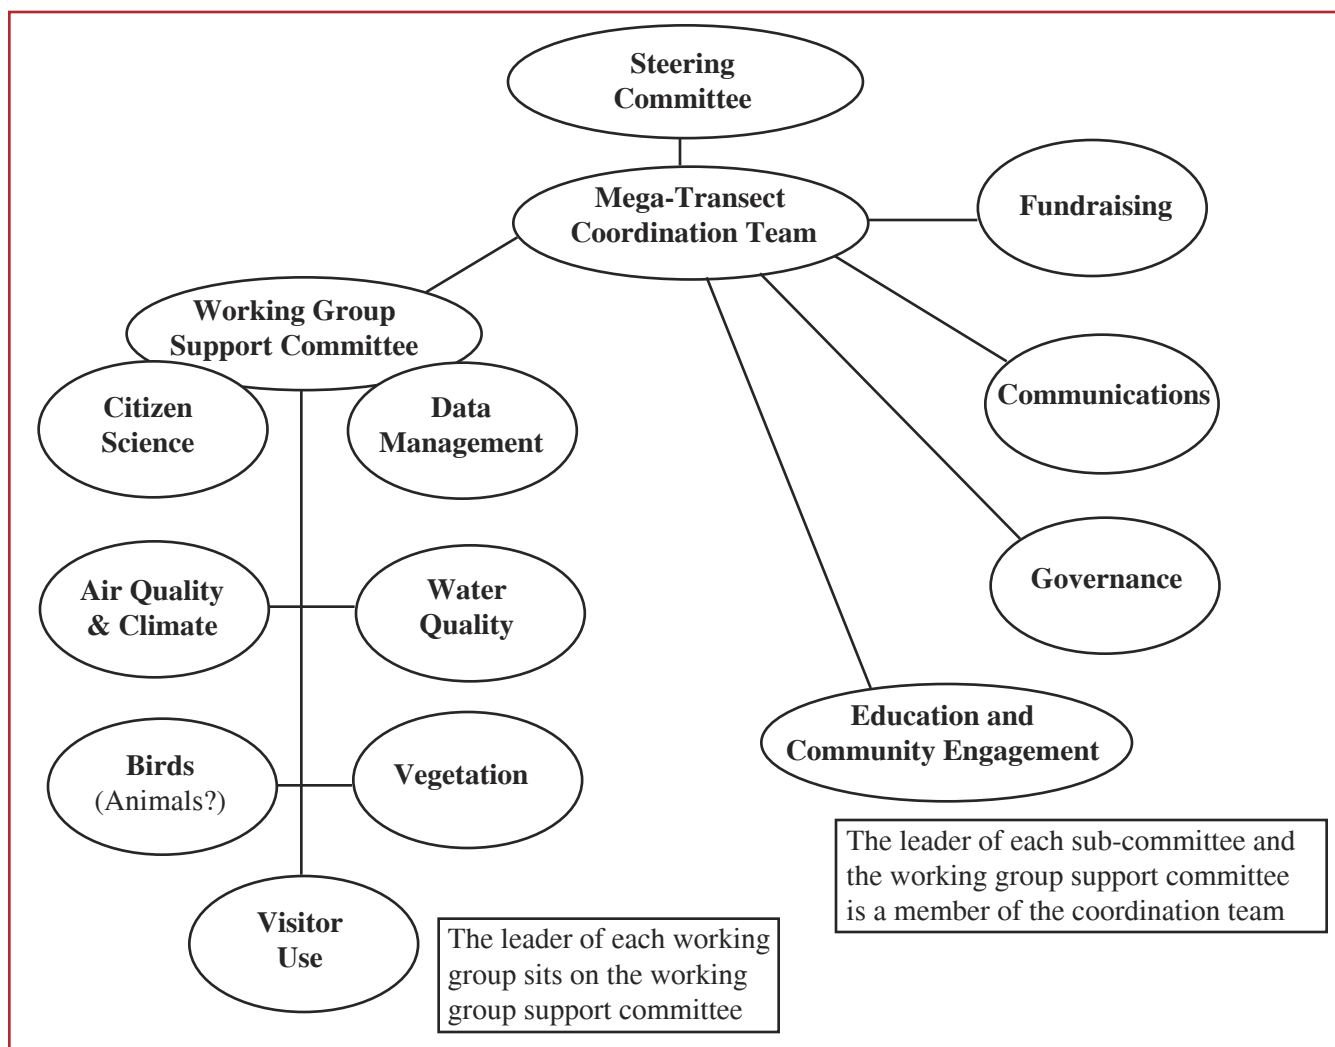 Steering
Committee
Mega-Transect
Coordination Team
Fundraising
Working Group
Support Committee
Citizen
Science
Data
Management
Communications
Air Quality
& Climate
Water
Quality
Governance
Birds
(Animals?)
Vegetation
Education and
Community Engagement
The leader of each sub-committee and
the working group support committee
is a member of the coordination team
Visitor
Use
The leader of each working
group sits on the working
group support committee